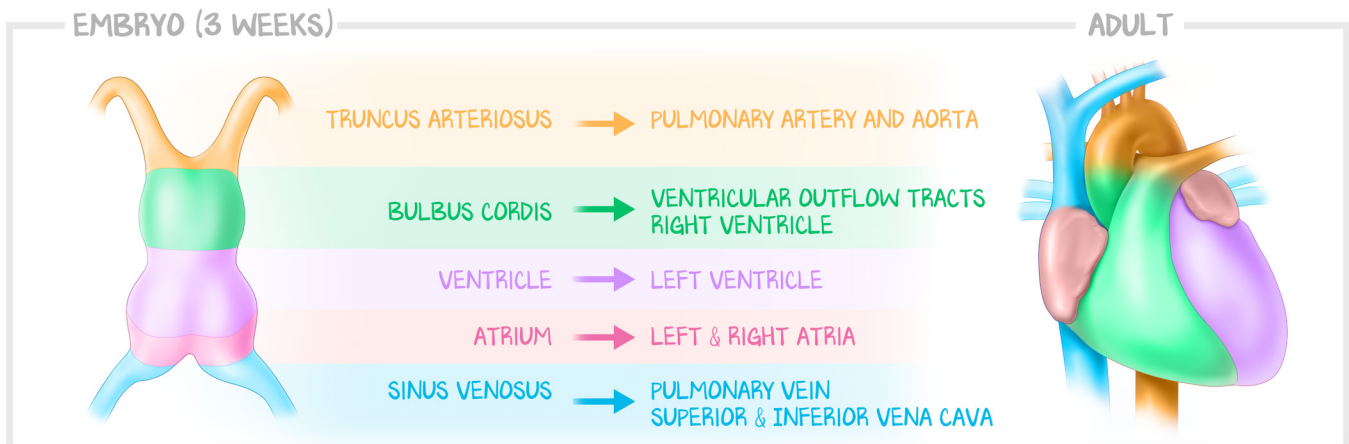 EMBRYO (3 WEEKS)
ADULT
TRUNCUS ARTERIOSUS → PULMONARY ARTERY AND AORTA
BULBUS CORDIS → VENTRICULAR OUTFLOW TRACTS
RIGHT VENTRICLE
VENTRICLE → LEFT VENTRICLE
ATRIUM → LEFT & RIGHT ATRIA
SINUS VENOSUS → PULMONARY VEIN
SUPERIOR & INFERIOR VENA CAVA